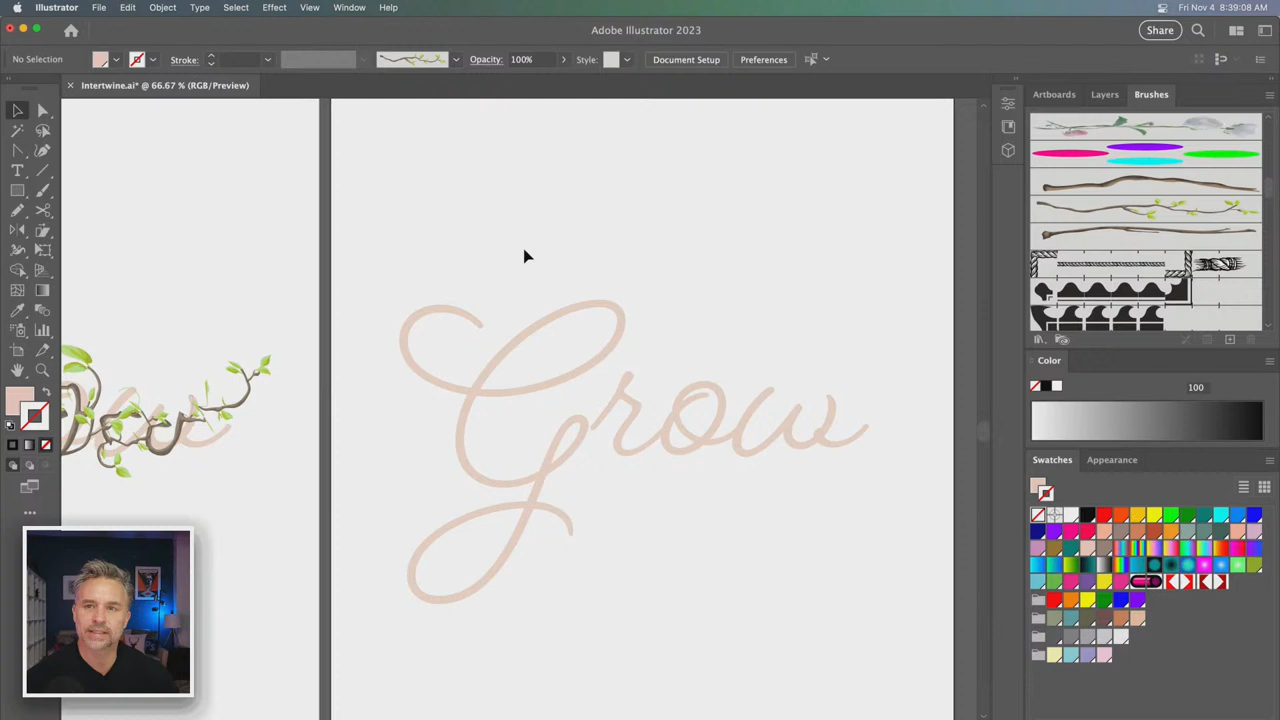 Illustrator File Edit Object Type Select Effect View Window Help Fri Nov 4 8:39:08 AM
Adobe Illustrator 2023 Share
No Selection Stroke: Opacity: 100% Style: Document Setup Preferences
× Intertwine.ai* @ 66.67 % (RGB/Preview)
Artboards Layers Brushes
Grow
Color
100
Swatches Appearance